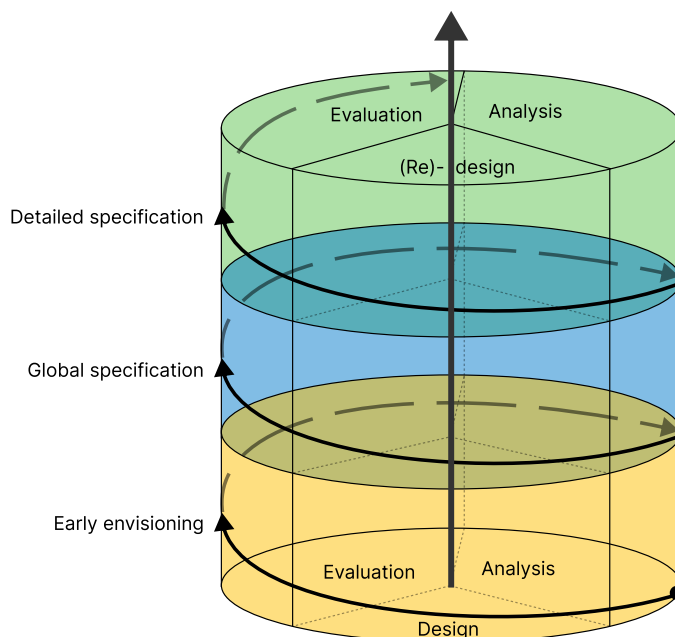 Evaluation
Analysis
(Re)- design
Detailed specification
Global specification
Early envisioning
Evaluation
Analysis
Design